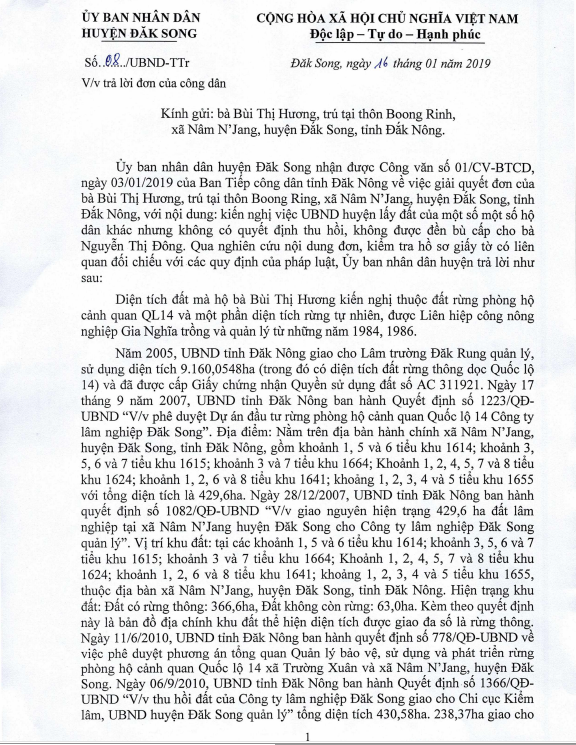 ỦY BAN NHÂN DÂN
HUYỆN ĐĂK SONG
CỘNG HÒA XÃ HỘI CHỦ NGHĨA VIỆT NAM
Độc lập – Tự do – Hạnh phúc
Số..08../UBND-TTr
Đăk Song, ngày 16 tháng 01 năm 2019
V/v trả lời đơn của công dân
Kính gửi: bà Bùi Thị Hương, trú tại thôn Boong Rinh,
xã Nâm N’Jang, huyện Đắk Song, tỉnh Đắk Nông.
Ủy ban nhân dân huyện Đăk Song nhận được Công văn số 01/CV-BTCD,
ngày 03/01/2019 của Ban Tiếp công dân tỉnh Đăk Nông về việc giải quyết đơn của
bà Bùi Thị Hương, trú tại thôn Boong Ring, xã Nâm N’Jang, huyện Đăk Song, tỉnh
Đắk Nông, với nội dung: kiến nghị việc UBND huyện lấy đất của một số một số hộ
dân khác nhưng không có quyết định thu hồi, không được đền bù cấp cho bà
Nguyễn Thị Đông. Qua nghiên cứu nội dung đơn, kiểm tra hồ sơ giấy tờ có liên
quan đối chiếu với các quy định của pháp luật, Ủy ban nhân dân huyện trả lời như
sau:
Diện tích đất mà hộ bà Bùi Thị Hương kiến nghị thuộc đất rừng phòng hộ
cảnh quan QL14 và một phần diện tích rừng tự nhiên, được Liên hiệp công nông
nghiệp Gia Nghĩa trồng và quản lý từ những năm 1984, 1986.
Năm 2005, UBND tỉnh Đăk Nông giao cho Lâm trường Đăk Rung quản lý,
sử dụng diện tích 9.160,0548ha (trong đó có diện tích đất rừng thông dọc Quốc lộ
14) và đã được cấp Giấy chứng nhận Quyền sử dụng đất số AC 311921. Ngày 17
tháng 9 năm 2007, UBND tỉnh Đăk Nông ban hành Quyết định số 1223/QĐ-
UBND “V/v phê duyệt Dự án đầu tư rừng phòng hộ cảnh quan Quốc lộ 14 Công ty
lâm nghiệp Đăk Song”. Địa điểm: Nằm trên địa bàn hành chính xã Nâm N’Jang,
huyện Đăk Song, tỉnh Đăk Nông, gồm khoảnh 1, 5 và 6 tiểu khu 1614; khoảnh 3,
5, 6 và 7 tiểu khu 1615; khoảnh 3 và 7 tiểu khu 1664; Khoảnh 1, 2, 4, 5, 7 và 8 tiểu
khu 1624; khoảnh 1, 2, 6 và 8 tiểu khu 1641; khoảng 1, 2, 3, 4 và 5 tiểu khu 1655
với tổng diện tích là 429,6ha. Ngày 28/12/2007, UBND tỉnh Đăk Nông ban hành
quyết định số 1082/QĐ-UBND “V/v giao nguyên hiện trạng 429,6 ha đất lâm
nghiệp tại xã Nâm N’Jang huyện Đăk Song cho Công ty lâm nghiệp Đăk Song
quản lý”. Vị trí khu đất: tại các khoảnh 1, 5 và 6 tiểu khu 1614; khoảnh 3, 5, 6 và 7
tiểu khu 1615; khoảnh 3 và 7 tiểu khu 1664; Khoảnh 1, 2, 4, 5, 7 và 8 tiểu khu
1624; khoảnh 1, 2, 6 và 8 tiểu khu 1641; khoảng 1, 2, 3, 4 và 5 tiểu khu 1655,
thuộc địa bàn xã Nâm N’Jang, huyện Đăk Song, tỉnh Đăk Nông. Hiện trạng khu
đất: Đất có rừng thông: 366,6ha, Đất không còn rừng: 63,0ha. Kèm theo quyết định
này là bản đồ địa chính khu đất thể hiện diện tích được giao đa số là rừng thông.
Ngày 11/6/2010, UBND tỉnh Đăk Nông ban hành quyết định số 778/QĐ-UBND về
việc phê duyệt phương án tổng quan Quản lý bảo vệ, sử dụng và phát triển rừng
phòng hộ cảnh quan Quốc lộ 14 xã Trường Xuân và xã Nâm N’Jang, huyện Đăk
Song. Ngày 06/9/2010, UBND tỉnh Đăk Nông ban hành Quyết định số 1366/QĐ-
UBND “V/v thu hồi đất của Công ty lâm nghiệp Đăk Song giao cho Chi cục Kiểm
lâm, UBND huyện Đăk Song quản lý” tổng diện tích 430,58ha. 238,37ha giao cho
1